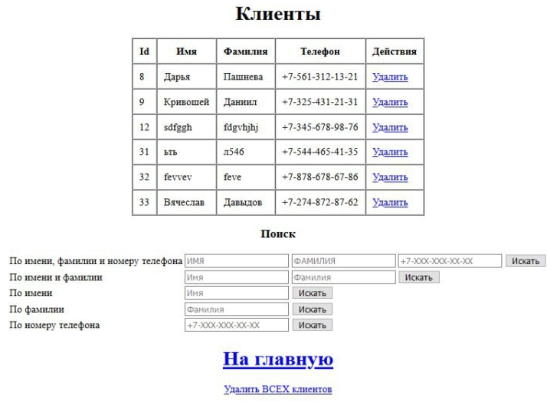 Клиенты
Id Имя Фамилия Телефон Действия
8 Дарья Пашнева +7-561-312-13-21 Удалить
9 Кривошей Даниил +7-325-431-21-31 Удалить
12 sdfggh fdgvhjhj +7-345-678-98-76 Удалить
31 ьть л546 +7-544-465-41-35 Удалить
32 fevvev feve +7-878-678-67-86 Удалить
33 Вячеслав Давыдов +7-274-872-87-62 Удалить
Поиск
По имени, фамилии и номеру телефона ИМЯ ФАМИЛИЯ +7-XXX-XXX-XX-XX Искать
По имени и фамилии Имя Фамилия Искать
По имени Имя Искать
По фамилии Фамилия Искать
По номеру телефона +7-XXX-XXX-XX-XX Искать
На главную
Удалить ВСЕХ клиентов